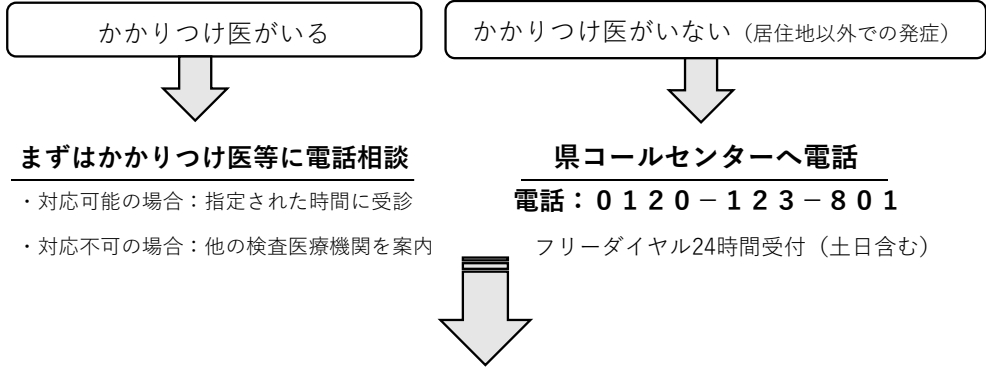 かかりつけ医がいる
まずはかかりつけ医等に電話相談
・対応可能の場合：指定された時間に受診
・対応不可の場合：他の検査医療機関を案内
かかりつけ医がいない（居住地以外での発症）
県コールセンターへ電話
電話：０１２０－１２３－８０１
フリーダイヤル24時間受付（土日含む）